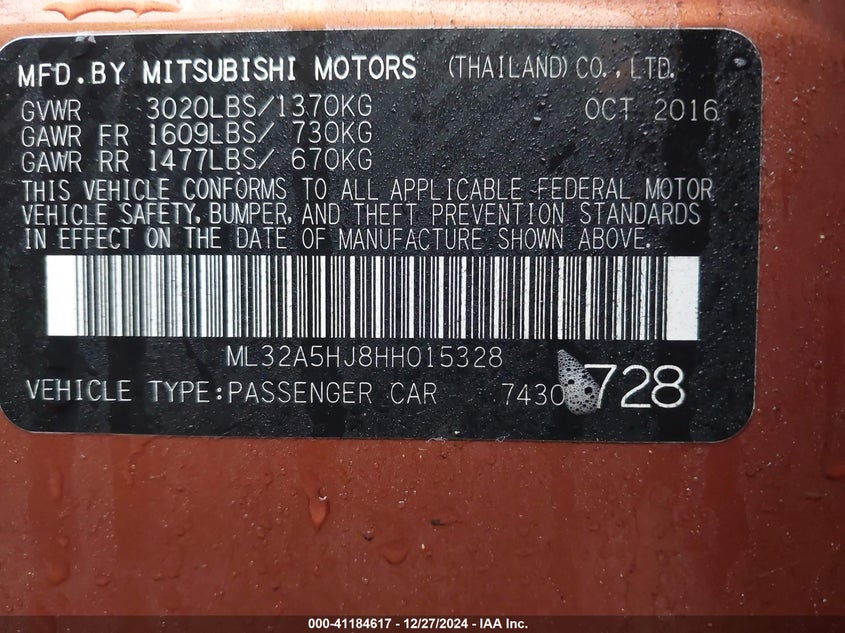 MFD.BY MITSUBISHI MOTORS (THAILAND) CO.,LTD.
GVWR 3020LBS/1370KG OCT 2016
GAWR FR 1609LBS/ 730KG
GAWR RR 1477LBS/ 670KG
THIS VEHICLE CONFORMS TO ALL APPLICABLE FEDERAL MOTOR
VEHICLE SAFETY, BUMPER, AND THEFT PREVENTION STANDARDS
IN EFFECT ON THE DATE OF MANUFACTURE SHOWN ABOVE.
ML32A5HJ8HH015328
VEHICLE TYPE:PASSENGER CAR 7430 728
000-41184617 - 12/27/2024 - IAA Inc.